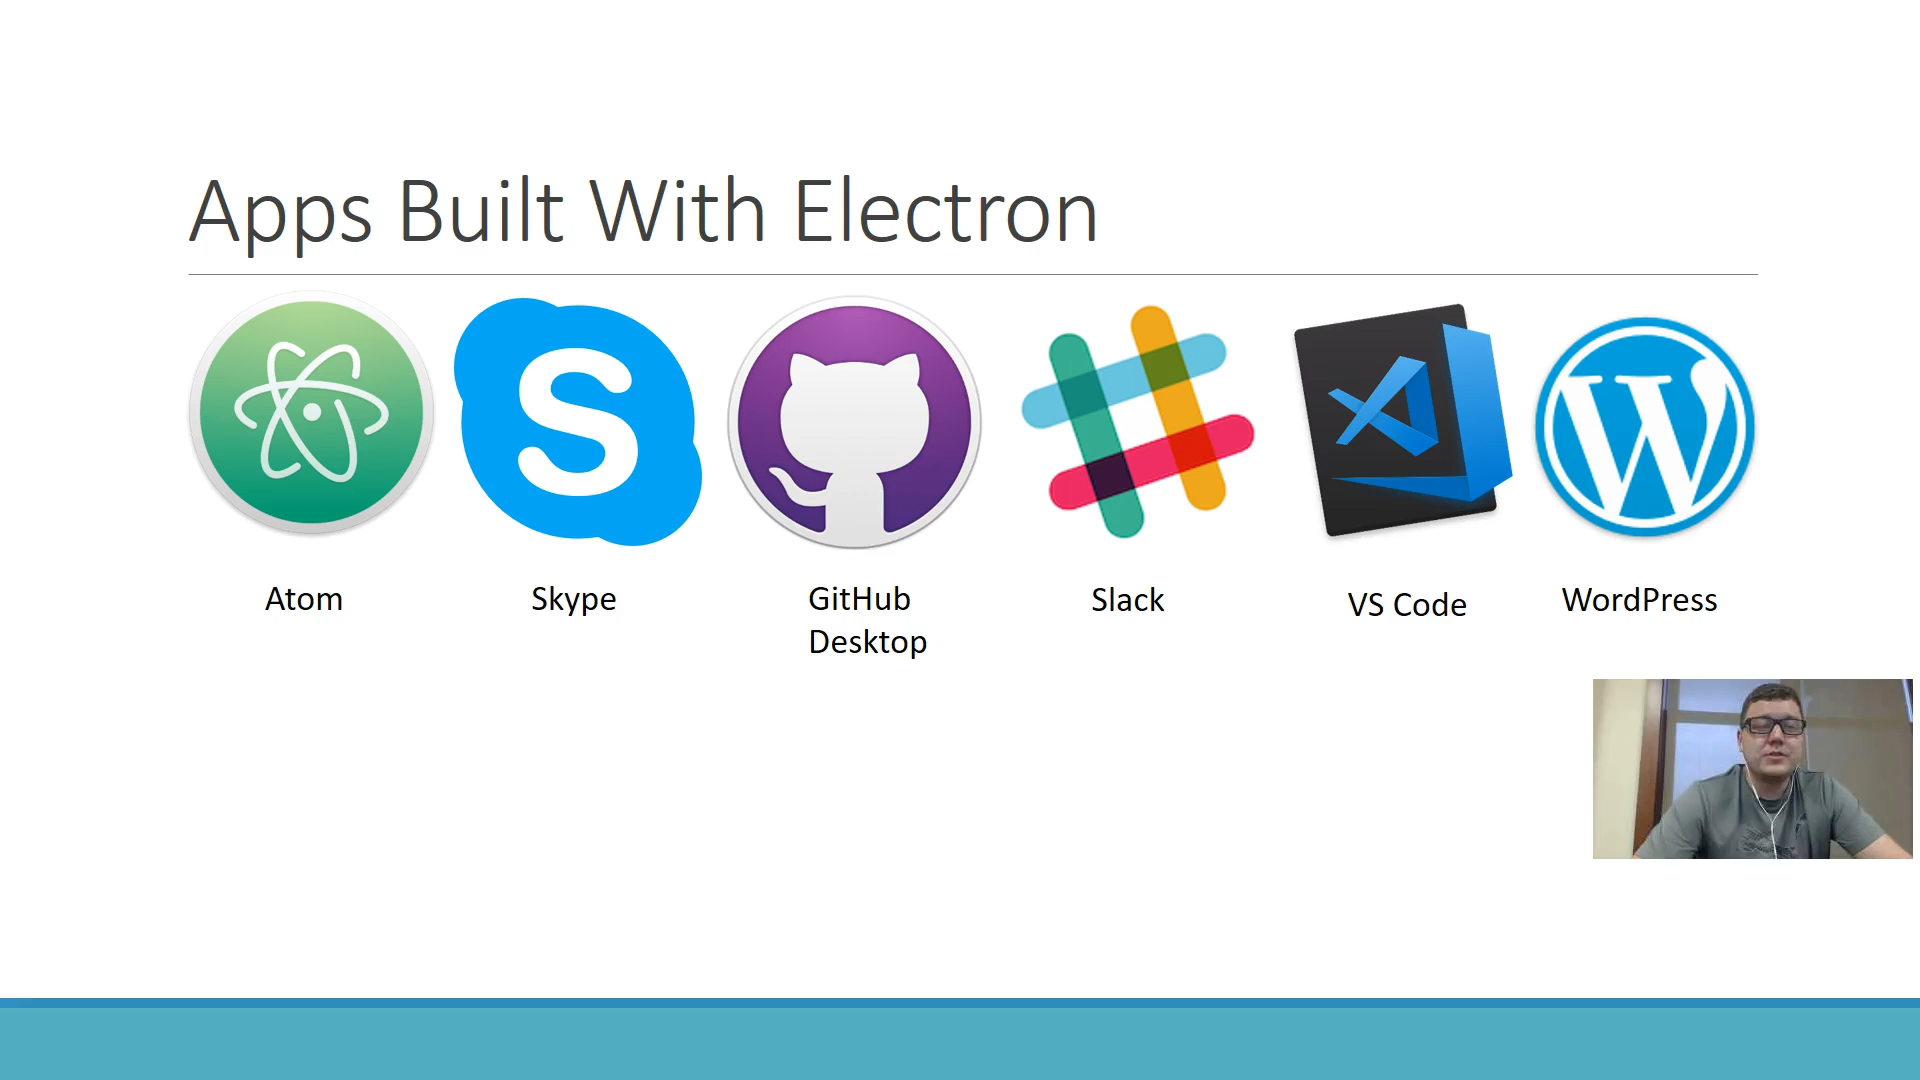 Apps Built With Electron
Atom
Skype
GitHub
Desktop
Slack
VS Code
WordPress